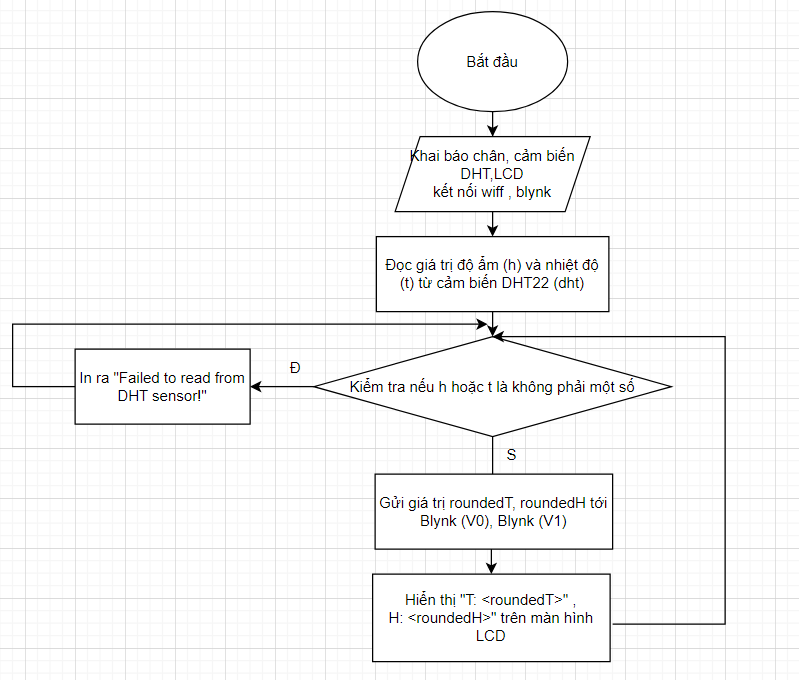 Bắt đầu
Khai báo chân, cảm biến
DHT,LCD
kết nối wiff , blynk
Đọc giá trị độ ẩm (h) và nhiệt độ
(t) từ cảm biến DHT22 (dht)
Đ
In ra "Failed to read from
DHT sensor!"
Kiểm tra nếu h hoặc t là không phải một số
S
Gửi giá trị roundedT, roundedH tới
Blynk (V0), Blynk (V1)
Hiển thị "T: <roundedT>" ,
H: <roundedH>" trên màn hình
LCD